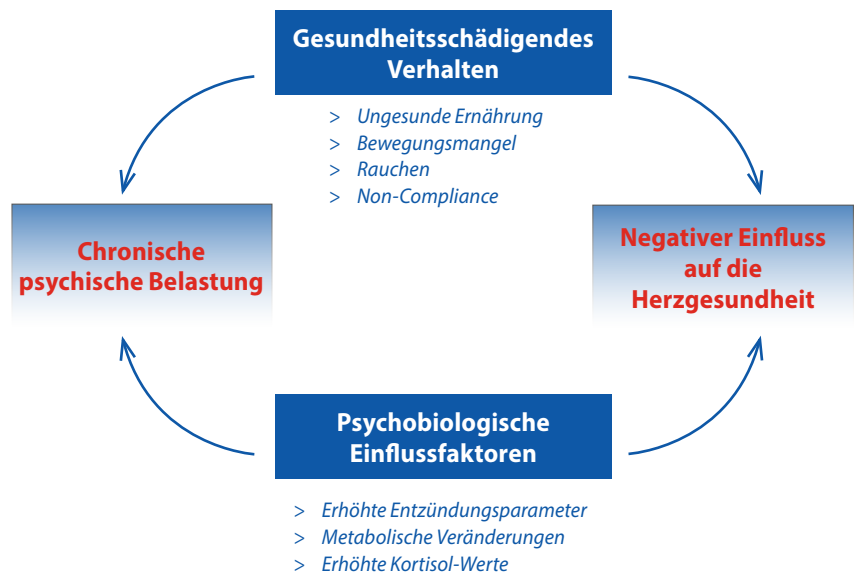 Gesundheitsschädigendes
Verhalten
> Ungesunde Ernährung
> Bewegungsmangel
> Rauchen
> Non-Compliance
Chronische
psychische Belastung
Negativer Einfluss
auf die
Herzgesundheit
Psychobiologische
Einflussfaktoren
> Erhöhte Entzündungsparameter
> Metabolische Veränderungen
> Erhöhte Kortisol-Werte